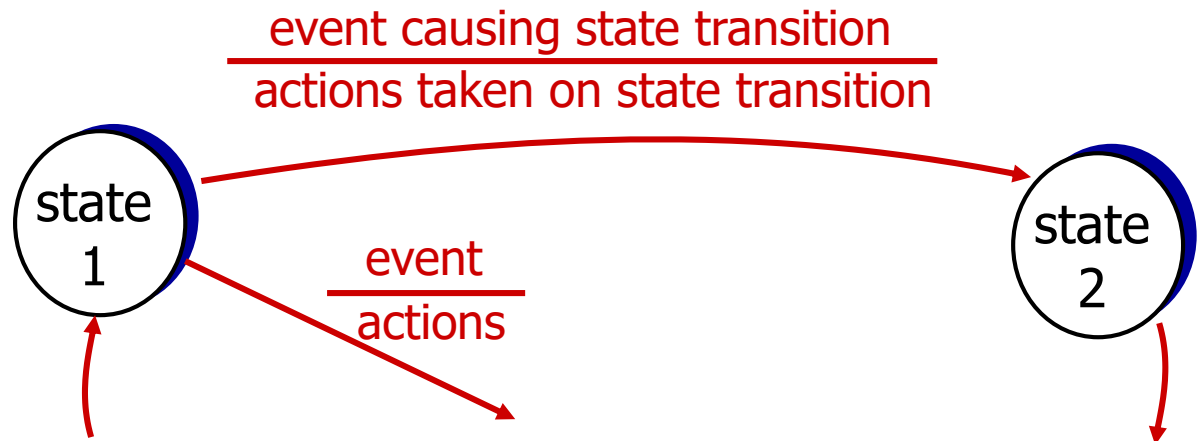 event causing state transition
actions taken on state transition
state
1
event
actions
state
2